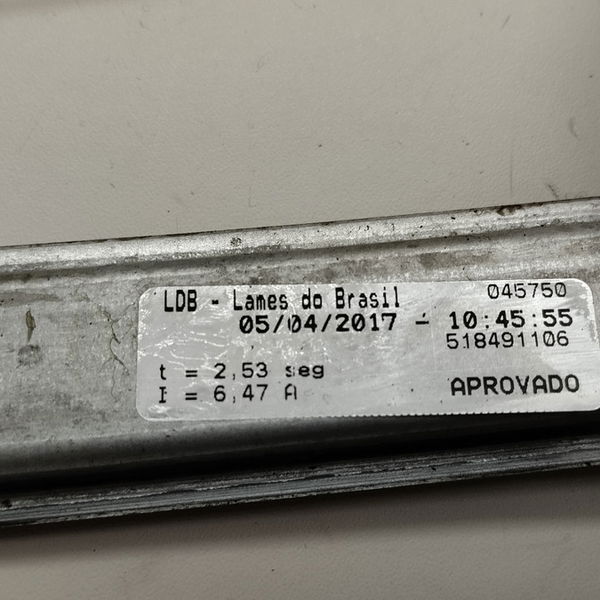 LDB - Lames do Brasil 045750
05/04/2017 - 10:45:55
518491106
t = 2,53 seg
I = 6,47 A APROVADO